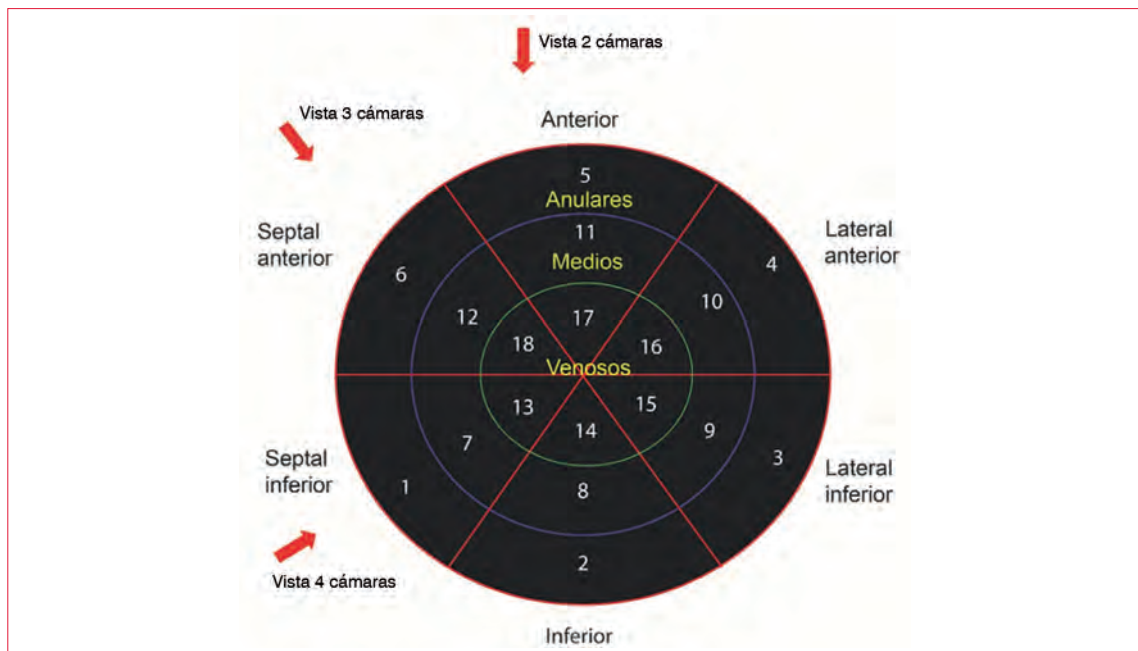 Vista 2 cámaras
Vista 3 cámaras
Anterior
5
Anulares
Septal
anterior
Lateral
anterior
6
11
4
Medios
12
10
17
18
16
Venosos
13
15
14
7
9
Septal
inferior
Lateral
inferior
1
3
8
2
Vista 4 cámaras
Inferior